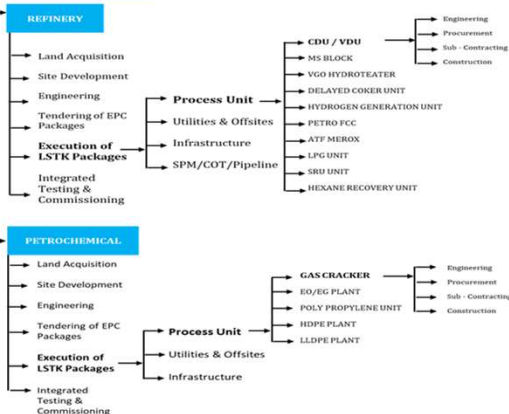 REFINERY
Land Acquisition
Site Development
Engineering
Tendering of EPC
Packages
Execution of
LSTK Packages
Integrated
Testing &
Commissioning
Process Unit
Utilities & Offsites
Infrastructure
SPM/COT/Pipeline
CDU / VDU
MS BLOCK
VGO HYDROTEATER
DELAYED COKER UNIT
HYDROGEN GENERATION UNIT
PETRO FCC
ATF MEROX
LPG UNIT
SRU UNIT
HEXANE RECOVERY UNIT
Engineering
Procurement
Sub - Contracting
Construction
PETROCHEMICAL
Land Acquisition
Site Development
Engineering
Tendering of EPC
Packages
Execution of
LSTK Packages
Integrated
Testing &
Commissioning
Process Unit
Utilities & Offsites
Infrastructure
GAS CRACKER
EO/EG PLANT
POLY PROPYLENE UNIT
HDPE PLANT
LLDPE PLANT
Engineering
Procurement
Sub - Contracting
Construction